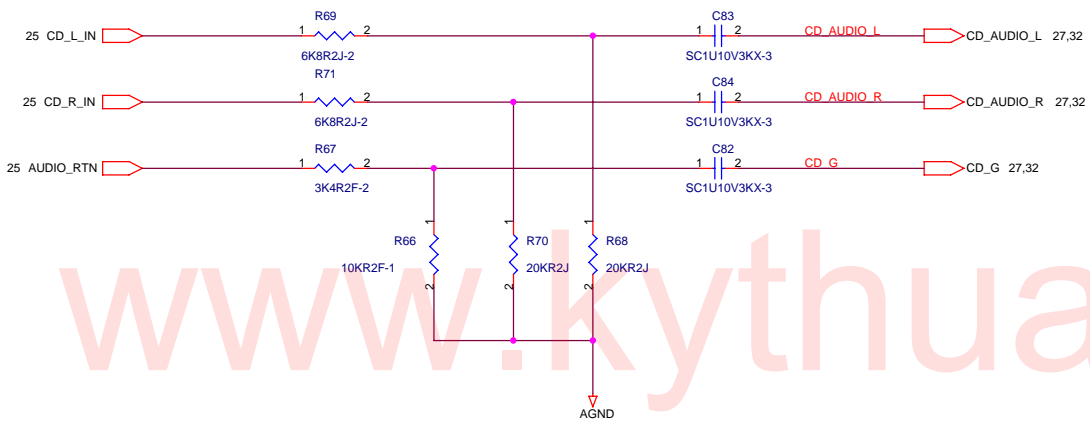 R69
C83
25 CD_L_IN 1 2 1 2 CD_AUDIO_L CD_AUDIO_L 27,32
6K8R2J-2
SC1U10V3KX-3
R71
C84
25 CD_R_IN 1 2 1 2 CD_AUDIO_R CD_AUDIO_R 27,32
6K8R2J-2
SC1U10V3KX-3
R67
C82
25 AUDIO_RTN 1 2 1 2 CD_G CD_G 27,32
3K4R2F-2
SC1U10V3KX-3
1 1 1
R66 R70 R68
10KR2F-1 20KR2J 20KR2J
2 2 2
www.kythua
AGND